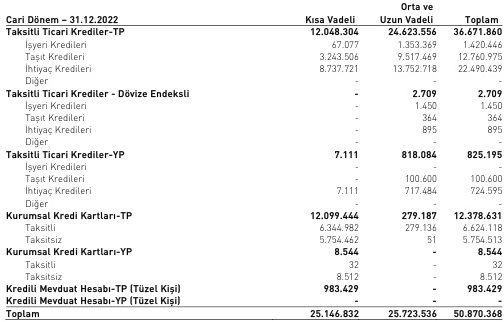 Orta ve
Cari Dönem – 31.12.2022 Kısa Vadeli Uzun Vadeli Toplam
Taksitli Ticari Krediler-TP 12.048.304 24.623.556 36.671.860
İşyeri Kredileri 67.077 1.353.369 1.420.446
Taşıt Kredileri 3.243.506 9.517.469 12.760.975
İhtiyaç Kredileri 8.737.721 13.752.718 22.490.439
Diğer - - -
Taksitli Ticari Krediler - Dövize Endeksli - 2.709 2.709
İşyeri Kredileri - 1.450 1.450
Taşıt Kredileri - 364 364
İhtiyaç Kredileri - 895 895
Diğer - - -
Taksitli Ticari Krediler-YP 7.111 818.084 825.195
İşyeri Kredileri - - -
Taşıt Kredileri - 100.600 100.600
İhtiyaç Kredileri 7.111 717.484 724.595
Diğer - - -
Kurumsal Kredi Kartları-TP 12.099.444 279.187 12.378.631
Taksitli 6.344.982 279.136 6.624.118
Taksitsiz 5.754.462 51 5.754.513
Kurumsal Kredi Kartları-YP 8.544 - 8.544
Taksitli 32 - 32
Taksitsiz 8.512 - 8.512
Kredili Mevduat Hesabı-TP (Tüzel Kişi) 983.429 - 983.429
Kredili Mevduat Hesabı-YP (Tüzel Kişi) - - -
Toplam 25.146.832 25.723.536 50.870.368